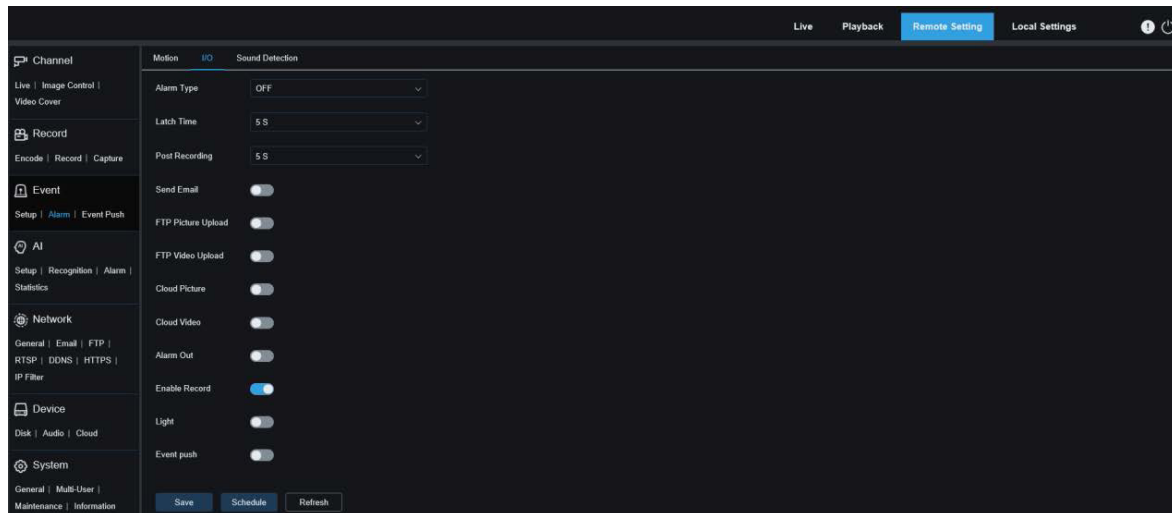 Live Playback Remote Setting Local Settings
Channel
Live | Image Control |
Video Cover
Record
Encode | Record | Capture
Event
Setup | Alarm | Event Push
AI
Setup | Recognition | Alarm |
Statistics
Network
General | Email | FTP |
RTSP | DDNS | HTTPS |
IP Filter
Device
Disk | Audio | Cloud
System
General | Multi-User |
Maintenance | Information
Motion I/O Sound Detection
Alarm Type OFF
Latch Time 5 S
Post Recording 5 S
Send Email
FTP Picture Upload
FTP Video Upload
Cloud Picture
Cloud Video
Alarm Out
Enable Record
Light
Event push
Save Schedule Refresh